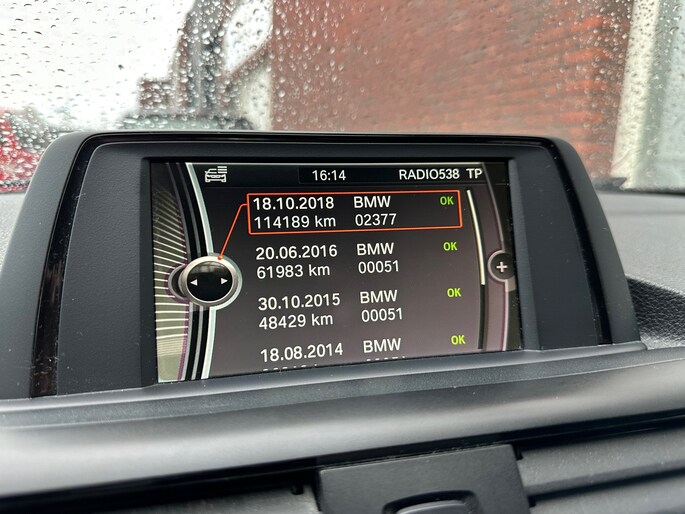 16:14 RADIO538 TP
18.10.2018 BMW OK
114189 km 02377
20.06.2016 BMW OK
61983 km 00051
30.10.2015 BMW OK
48429 km 00051
18.08.2014 BMW OK